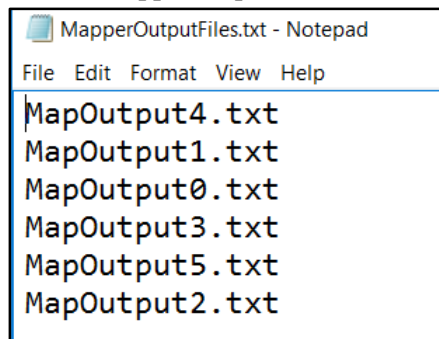 MapperOutputFiles.txt - Notepad
File Edit Format View Help
MapOutput4.txt
MapOutput1.txt
MapOutput0.txt
MapOutput3.txt
MapOutput5.txt
MapOutput2.txt